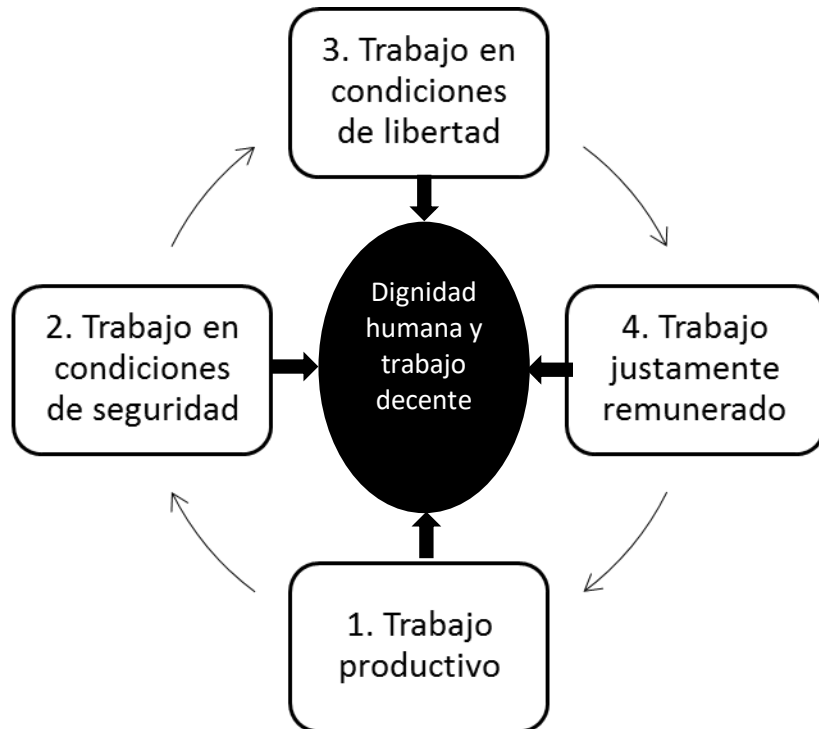 3. Trabajo en
condiciones
de libertad
Dignidad
humana y
trabajo
decente
2. Trabajo en
condiciones
de seguridad
4. Trabajo
justamente
remunerado
1. Trabajo
productivo